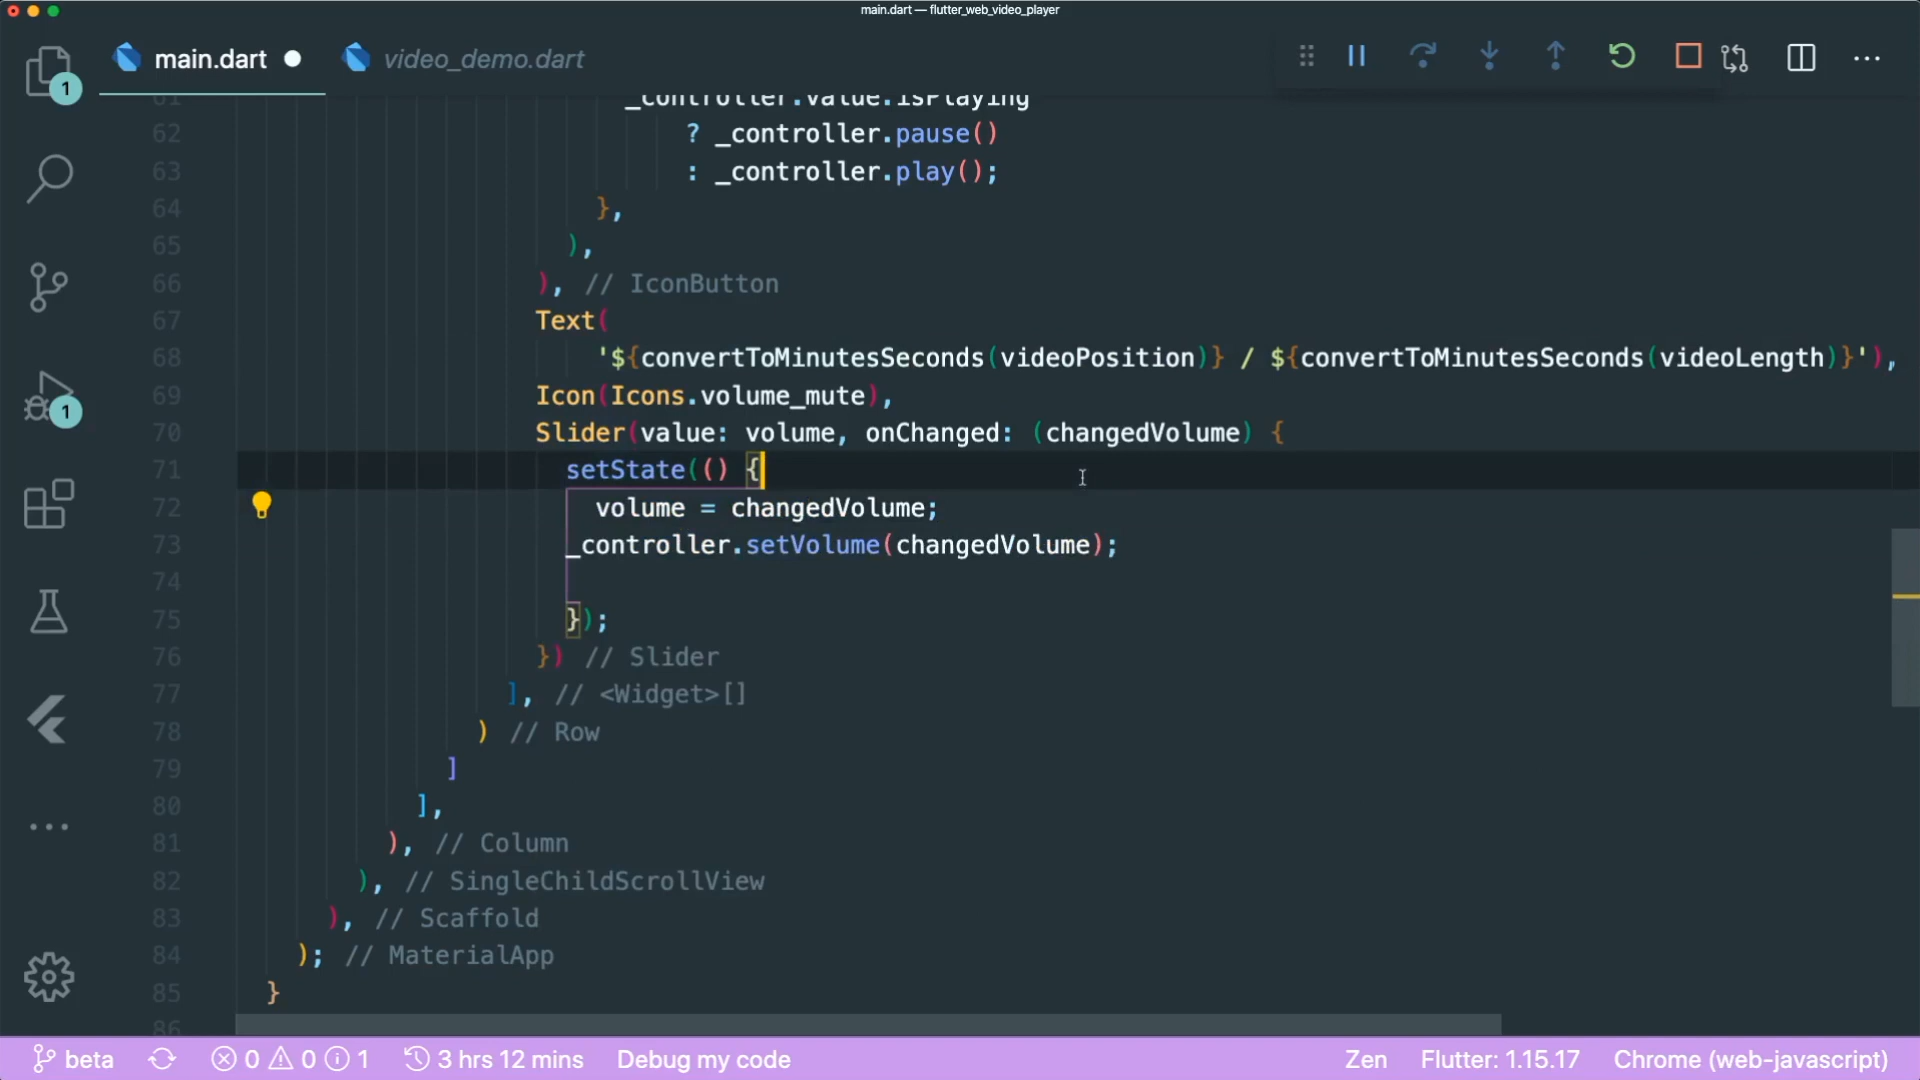 main.dart — flutter_web_video_player
main.dart
video_demo.dart
1
1
61 _controller.value.isPlaying
62 ? _controller.pause()
63 : _controller.play();
64 },
65 ),
66 ), // IconButton
67 Text(
68 '${convertToMinutesSeconds(videoPosition)} / ${convertToMinutesSeconds(videoLength)}'),
69 Icon(Icons.volume_mute),
70 Slider(value: volume, onChanged: (changedVolume) {
71 setState(() {
72 volume = changedVolume;
73 _controller.setVolume(changedVolume);
74
75 });
76 }) // Slider
77 ], // <Widget>[]
78 ) // Row
79 ]
80 ],
81 ), // Column
82 ), // SingleChildScrollView
83 ), // Scaffold
84 ); // MaterialApp
85 }
86
beta 0 0 1 3 hrs 12 mins Debug my code Zen Flutter: 1.15.17 Chrome (web-javascript)